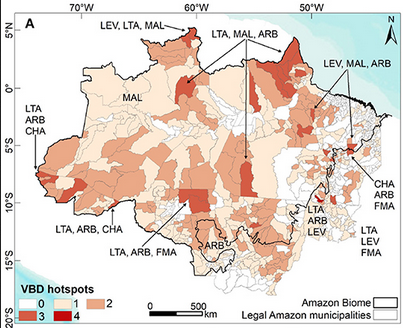 A
70°W
60°W
50°W
N
5°N
0°
5°S
10°S
15°S
20°S
LEV, LTA, MAL
LTA, MAL, ARB
LEV, MAL, ARB
MAL
LTA
ARB
CHA
CHA
ARB
FMA
LTA, ARB, CHA
LTA, ARB, FMA
ARB
LTA
ARB
LEV
LTA
LEV
FMA
VBD hotspots
0 1 2
3 4
0 500
km
Amazon Biome
Legal Amazon municipalities